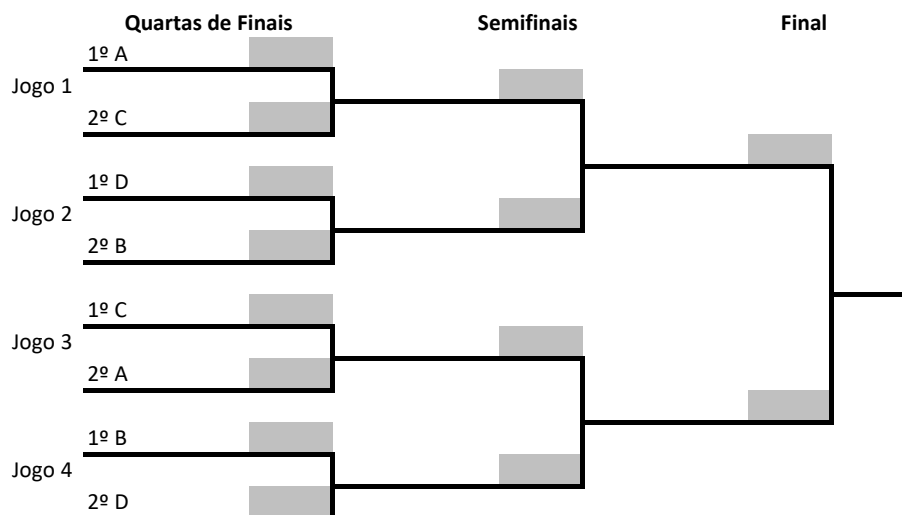 Quartas de Finais Semifinais Final
1º A
Jogo 1
2º C
1º D
Jogo 2
2º B
1º C
Jogo 3
2º A
1º B
Jogo 4
2º D